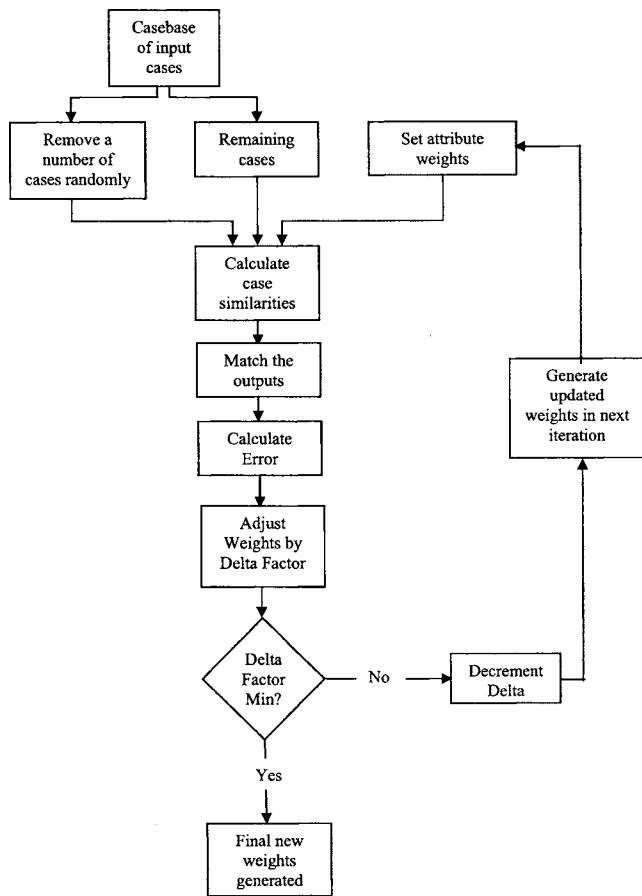 Casebase
of input
cases
Remove a
number of
cases randomly
Remaining
cases
Set attribute
weights
Calculate
case
similarities
Match the
outputs
Generate
updated
weights in next
iteration
Calculate
Error
Adjust
Weights by
Delta Factor
Delta
Factor
Min?
No
Decrement
Delta
Yes
Final new
weights
generated